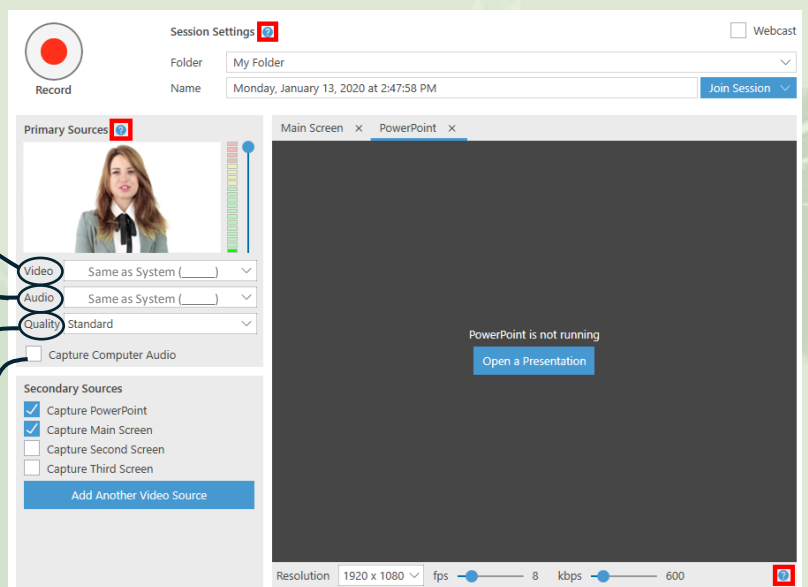 Session Settings ?
Webcast
Record
Folder My Folder
Name Monday, January 13, 2020 at 2:47:58 PM Join Session
Primary Sources ?
Main Screen × PowerPoint ×
Video Same as System (_____)
Audio Same as System (_____)
Quality Standard
Capture Computer Audio
PowerPoint is not running
Open a Presentation
Secondary Sources
Capture PowerPoint
Capture Main Screen
Capture Second Screen
Capture Third Screen
Add Another Video Source
Resolution 1920 x 1080 fps 8 kbps 600 ?